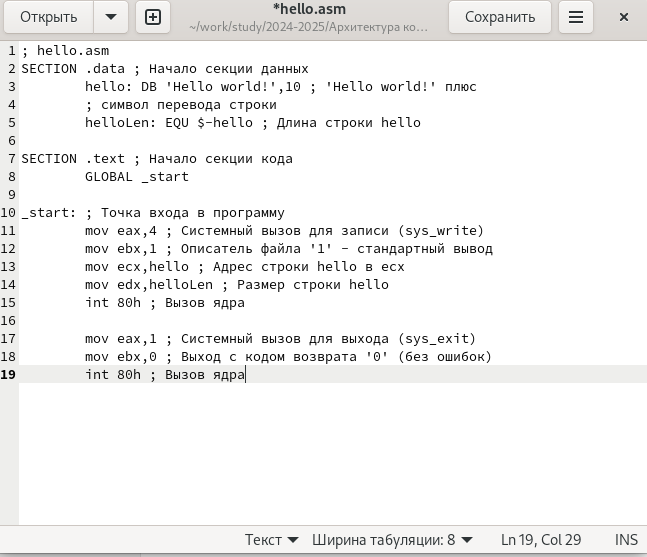 Открыть
*hello.asm
~/work/study/2024-2025/Архитектура ко…
Сохранить
1 ; hello.asm
2 SECTION .data ; Начало секции данных
3 hello: DB 'Hello world!',10 ; 'Hello world!' плюс
4 ; символ перевода строки
5 helloLen: EQU $-hello ; Длина строки hello
6
7 SECTION .text ; Начало секции кода
8 GLOBAL _start
9
10 _start: ; Точка входа в программу
11 mov eax,4 ; Системный вызов для записи (sys_write)
12 mov ebx,1 ; Описатель файла '1' - стандартный вывод
13 mov ecx,hello ; Адрес строки hello в ecx
14 mov edx,helloLen ; Размер строки hello
15 int 80h ; Вызов ядра
16
17 mov eax,1 ; Системный вызов для выхода (sys_exit)
18 mov ebx,0 ; Выход с кодом возврата '0' (без ошибок)
19 int 80h ; Вызов ядра
Текст Ширина табуляции: 8 Ln 19, Col 29 INS